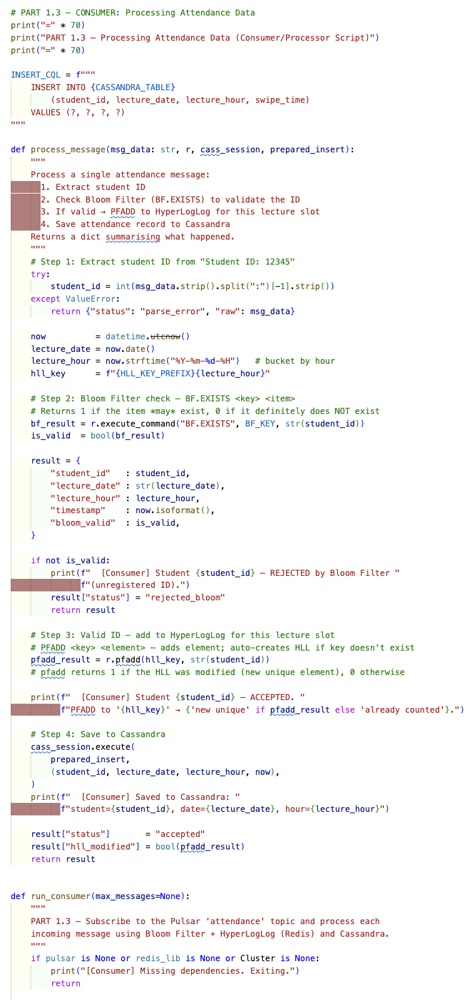 # PART 1.3 — CONSUMER: Processing Attendance Data
print("=" * 70)
print("PART 1.3 — Processing Attendance Data (Consumer/Processor Script)")
print("=" * 70)

INSERT_CQL = f"""
    INSERT INTO {CASSANDRA_TABLE}
        (student_id, lecture_date, lecture_hour, swipe_time)
    VALUES (?, ?, ?, ?)
"""

def process_message(msg_data: str, r, cass_session, prepared_insert):
    """
    Process a single attendance message:
      1. Extract student ID
      2. Check Bloom Filter (BF.EXISTS) to validate the ID
      3. If valid → PFADD to HyperLogLog for this lecture slot
      4. Save attendance record to Cassandra
    Returns a dict summarising what happened.
    """
    # Step 1: Extract student ID from "Student ID: 12345"
    try:
        student_id = int(msg_data.strip().split(":")[-1].strip())
    except ValueError:
        return {"status": "parse_error", "raw": msg_data}

    now          = datetime.utcnow()
    lecture_date = now.date()
    lecture_hour = now.strftime("%Y-%m-%d-%H")   # bucket by hour
    hll_key      = f"{HLL_KEY_PREFIX}{lecture_hour}"

    # Step 2: Bloom Filter check — BF.EXISTS <key> <item>
    # Returns 1 if the item *may* exist, 0 if it definitely does NOT exist
    bf_result = r.execute_command("BF.EXISTS", BF_KEY, str(student_id))
    is_valid  = bool(bf_result)

    result = {
        "student_id"   : student_id,
        "lecture_date" : str(lecture_date),
        "lecture_hour" : lecture_hour,
        "timestamp"    : now.isoformat(),
        "bloom_valid"  : is_valid,
    }

    if not is_valid:
        print(f"  [Consumer] Student {student_id} — REJECTED by Bloom Filter "
              f"(unregistered ID).")
        result["status"] = "rejected_bloom"
        return result

    # Step 3: Valid ID — add to HyperLogLog for this lecture slot
    # PFADD <key> <element> — adds element; auto-creates HLL if key doesn't exist
    pfadd_result = r.pfadd(hll_key, str(student_id))
    # pfadd returns 1 if the HLL was modified (new unique element), 0 otherwise

    print(f"  [Consumer] Student {student_id} — ACCEPTED. "
          f"PFADD to '{hll_key}' → {'new unique' if pfadd_result else 'already counted'}.")

    # Step 4: Save to Cassandra
    cass_session.execute(
        prepared_insert,
        (student_id, lecture_date, lecture_hour, now),
    )
    print(f"  [Consumer] Saved to Cassandra: "
          f"student={student_id}, date={lecture_date}, hour={lecture_hour}")

    result["status"]       = "accepted"
    result["hll_modified"] = bool(pfadd_result)
    return result


def run_consumer(max_messages=None):
    """
    PART 1.3 — Subscribe to the Pulsar 'attendance' topic and process each
    incoming message using Bloom Filter + HyperLogLog (Redis) and Cassandra.
    """
    if pulsar is None or redis_lib is None or Cluster is None:
        print("[Consumer] Missing dependencies. Exiting.")
        return